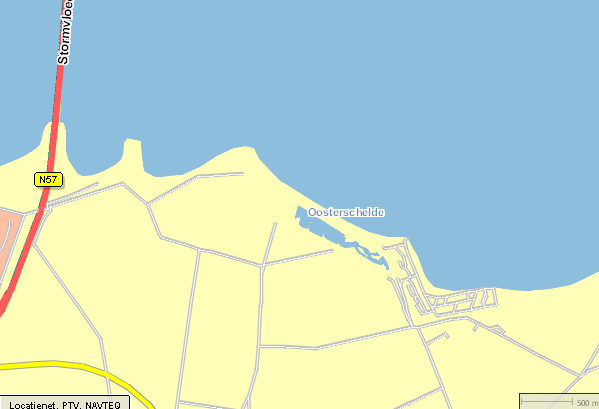 Stormvloe
N57
Oosterschelde
Locatienet, PTV, NAVTEQ
500 m